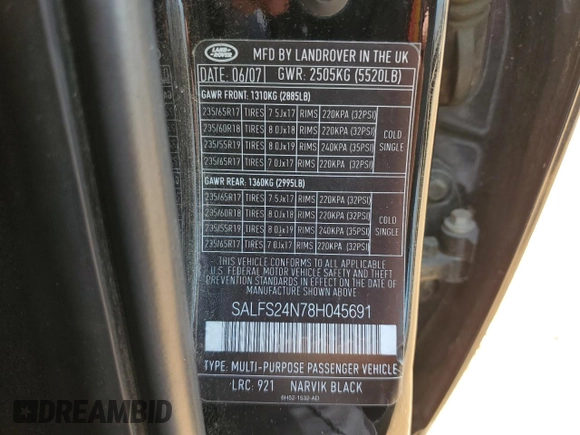 LAND ROVER
MFD BY LANDROVER IN THE UK
DATE: 06/07 GWR: 2505KG (5520LB)
GAWR FRONT: 1310KG (2885LB)
235/65R17 TIRES 7.5Jx17 RIMS 220KPA (32PSI)
235/60R18 TIRES 8.0Jx18 RIMS 220KPA (32PSI)
235/55R19 TIRES 8.0Jx19 RIMS 240KPA (35PSI)
235/65R17 TIRES 7.0Jx17 RIMS 220KPA (32PSI)
COLD
SINGLE
GAWR REAR: 1360KG (2995LB)
235/65R17 TIRES 7.5Jx17 RIMS 220KPA (32PSI)
235/60R18 TIRES 8.0Jx18 RIMS 220KPA (32PSI)
235/55R19 TIRES 8.0Jx19 RIMS 240KPA (35PSI)
235/65R17 TIRES 7.0Jx17 RIMS 220KPA (32PSI)
COLD
SINGLE
THIS VEHICLE CONFORMS TO ALL APPLICABLE
U.S. FEDERAL MOTOR VEHICLE SAFETY AND THEFT
PREVENTION STANDARDS IN EFFECT ON THE DATE
OF MANUFACTURE SHOWN ABOVE.
SALFS24N78H045691
TYPE: MULTI-PURPOSE PASSENGER VEHICLE
LRC: 921 NARVIK BLACK
6H52-1532-AD
DREAMBID